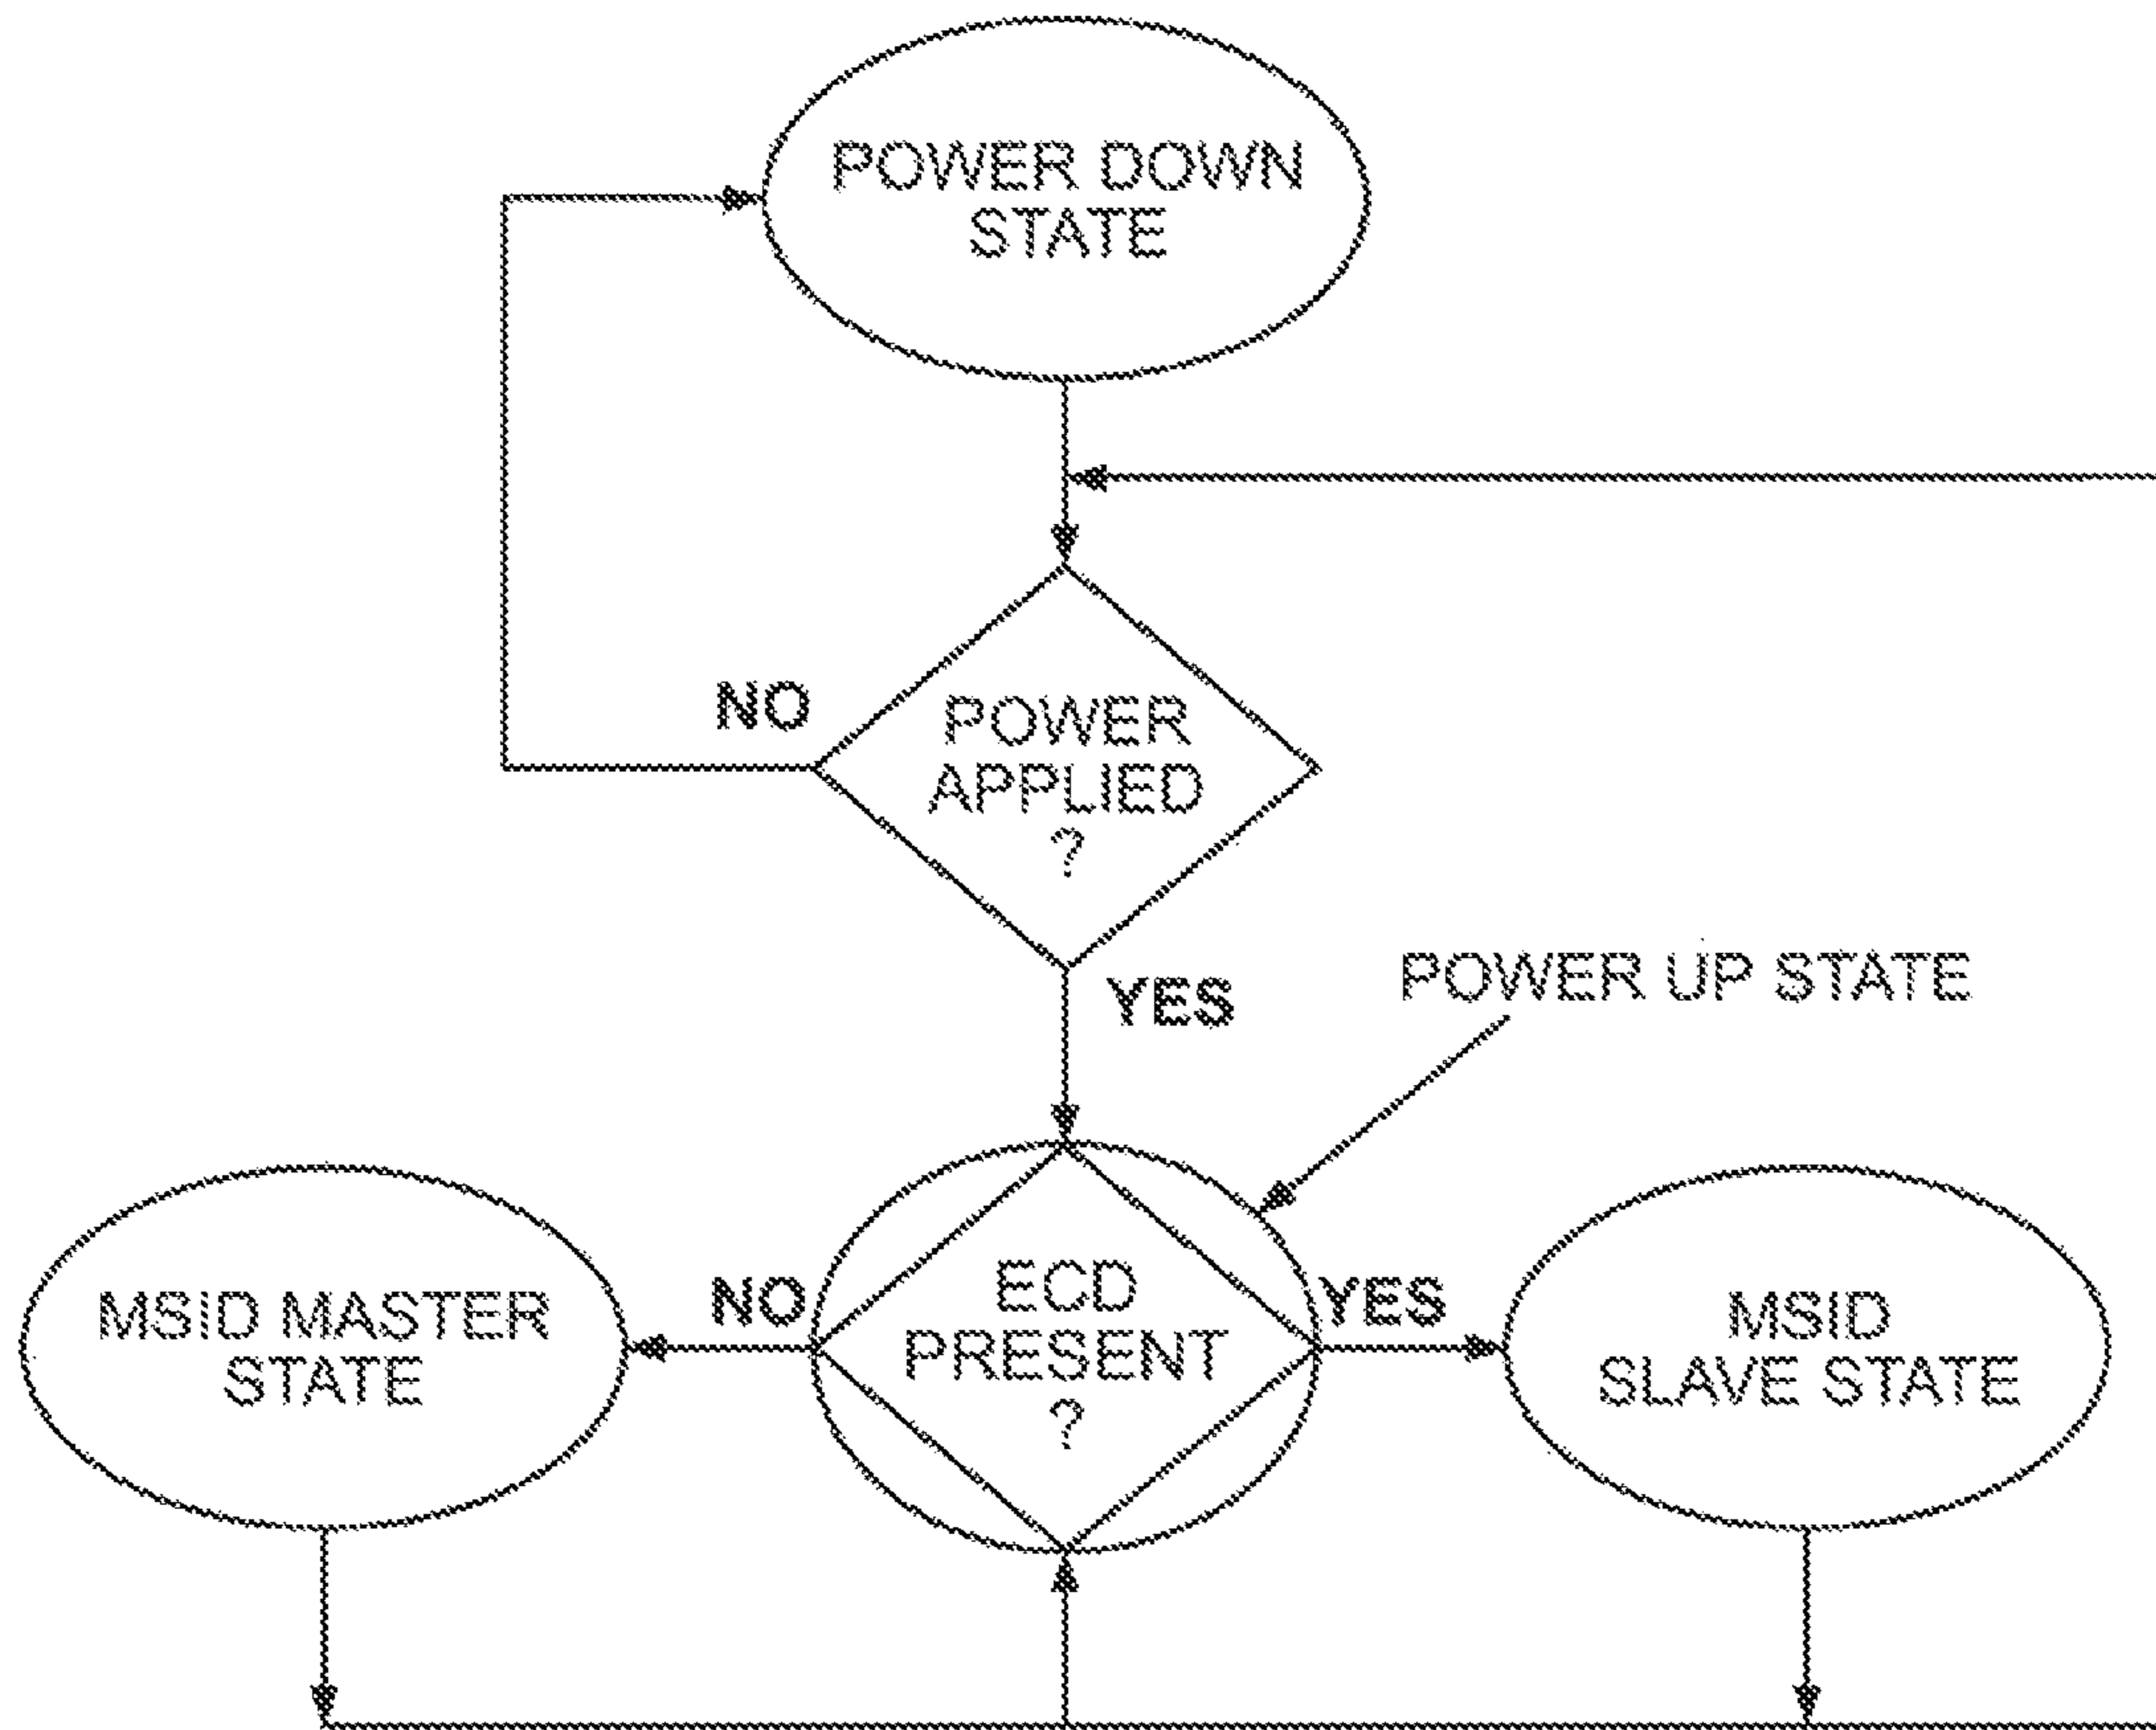 POWER DOWN
STATE
NO
POWER
APPLIED
?
YES
POWER UP STATE
MSID MASTER
STATE
NO
ECD
PRESENT
?
YES
MSID
SLAVE STATE